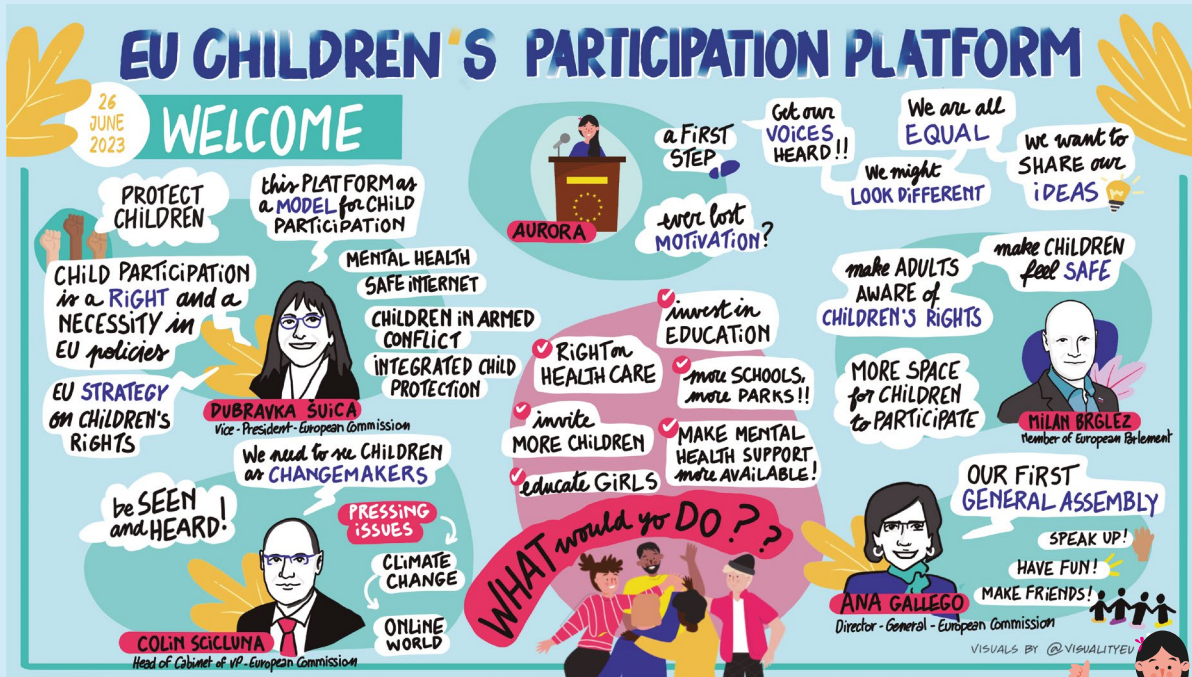 EU CHILDREN'S PARTICIPATION PLATFORM
26
JUNE
2023
WELCOME
PROTECT
CHILDREN
this PLATFORM as
a MODEL for CHILD
PARTICIPATION
CHILD PARTICIPATION
is a RIGHT and a
NECESSITY in
EU policies
EU STRATEGY
on CHILDREN'S
RIGHTS
MENTAL HEALTH
SAFE INTERNET
CHILDREN IN ARMED
CONFLICT
INTEGRATED CHILD
PROTECTION
DUBRAVKA ŠUICA
Vice-President-European Commission
We need to see CHILDREN
as CHANGEMAKERS
be SEEN
and HEARD!
PRESSING
ISSUES
CLIMATE
CHANGE
ONLINE
WORLD
COLIN SCICLUNA
Head of Cabinet of VP-European Commission
AURORA
a FIRST
STEP
Get our
VOICES
HEARD!!
We are all
EQUAL
We might
LOOK DIFFERENT
we want to
SHARE our
IDEAS
ever lost
MOTIVATION?
invest in
EDUCATION
RIGHT on
HEALTH CARE
more SCHOOLS,
more PARKS!!
invite
MORE CHILDREN
MAKE MENTAL
HEALTH SUPPORT
more AVAILABLE!
educate GIRLS
WHAT would yo DO??
make ADULTS
AWARE of
CHILDREN'S RIGHTS
make CHILDREN
feel SAFE
MORE SPACE
for CHILDREN
to PARTICIPATE
MILAN BRGLEZ
Member of European Parlement
OUR FIRST
GENERAL ASSEMBLY
SPEAK UP!
HAVE FUN!
MAKE FRIENDS!
ANA GALLEGO
Director-General-European Commission
VISUALS BY @VISUALITYEU